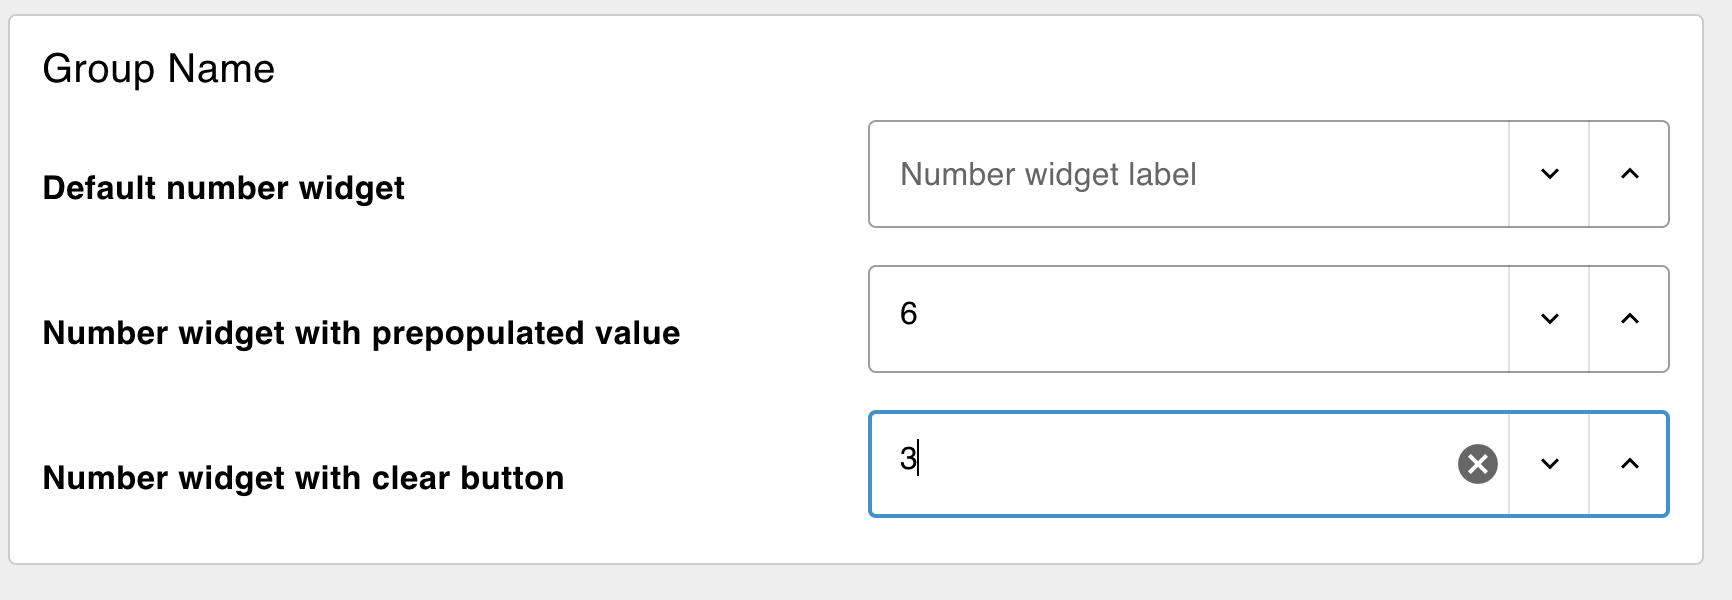 Group Name
Default number widget
Number widget label
Number widget with prepopulated value
6
Number widget with clear button
3